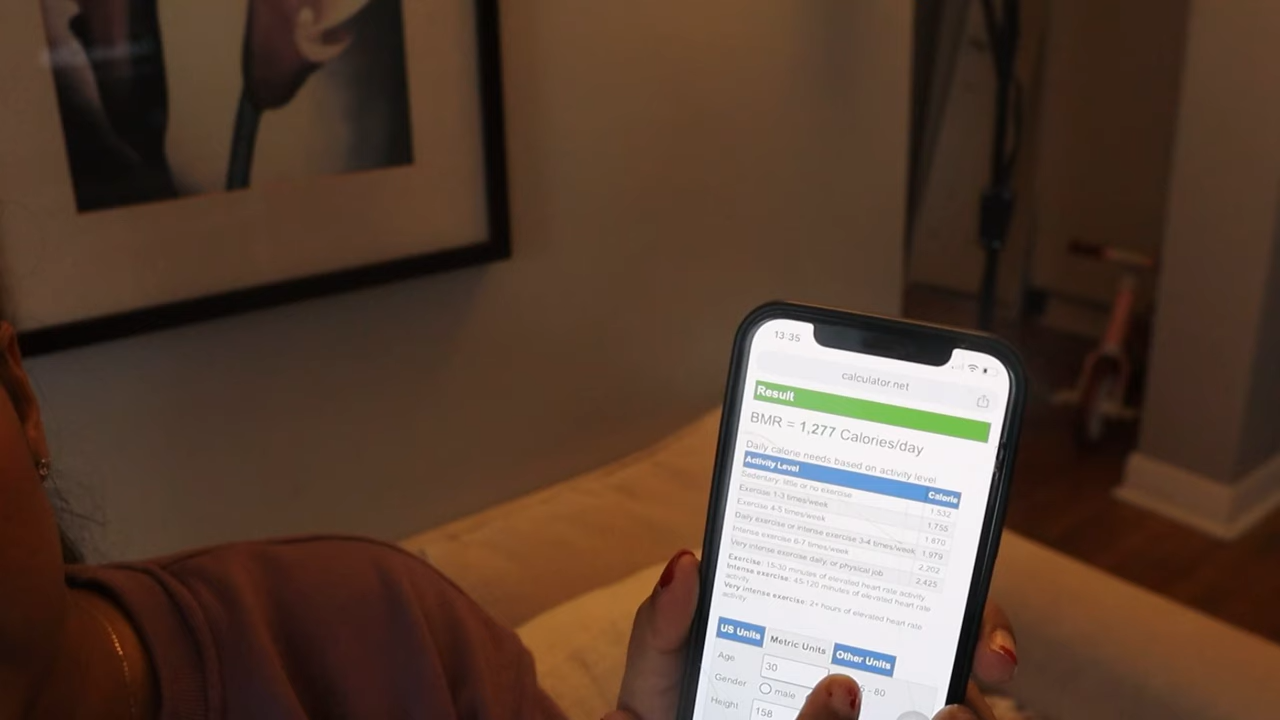 13:35
calculator.net
Result
BMR = 1,277 Calories/day
Daily calorie needs based on activity level
Activity Level Calorie
Sedentary: little or no exercise 1,532
Exercise 1-3 times/week 1,755
Exercise 4-5 times/week 1,870
Daily exercise or intense exercise 3-4 times/week 1,979
Intense exercise 6-7 times/week 2,202
Very intense exercise daily, or physical job 2,425
Exercise: 15-30 minutes of elevated heart rate activity.
Intense exercise: 45-120 minutes of elevated heart rate
activity.
Very intense exercise: 2+ hours of elevated heart rate
activity.
US Units Metric Units Other Units
Age 30 - 80
Gender male
Height 158